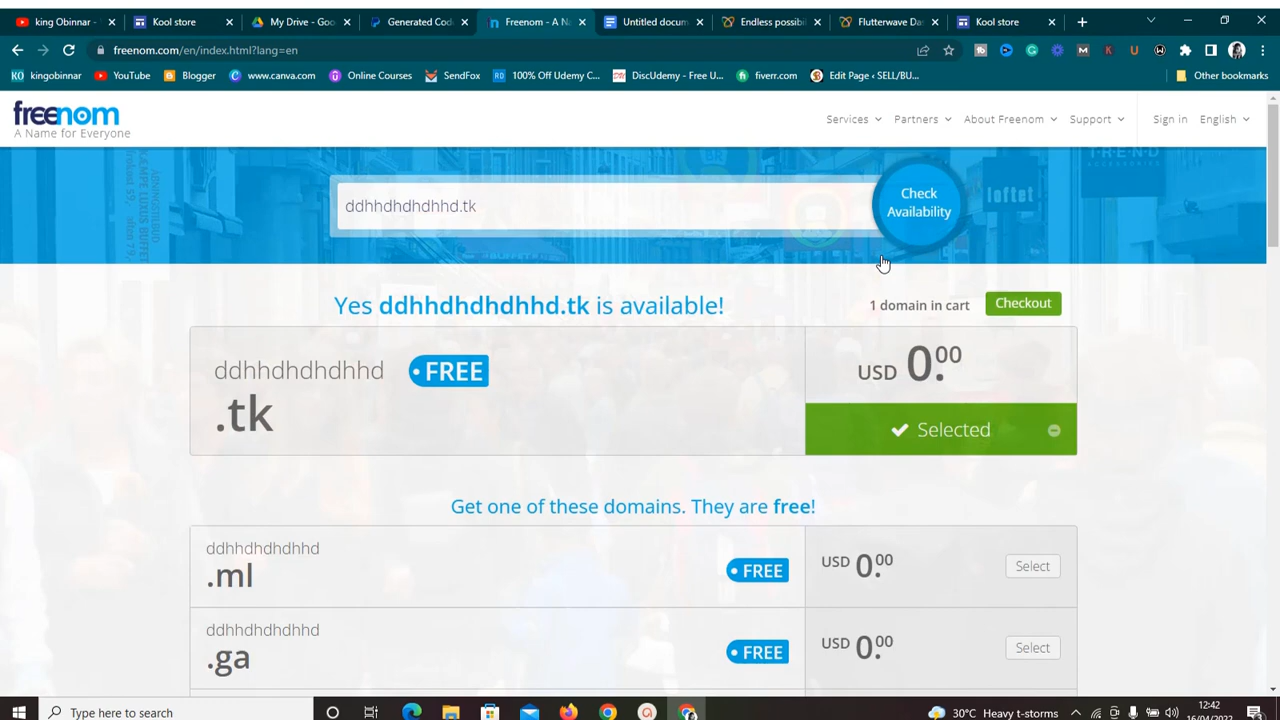 king Obinnar -
Kool store
My Drive - Goo
Generated Cod
Freenom - A Na
Untitled docum
Endless possibi
Flutterwave Da
Kool store
freenom.com/en/index.html?lang=en
kingobinnar
YouTube
Blogger
www.canva.com
Online Courses
SendFox
100% Off Udemy C...
DiscUdemy - Free U...
fiverr.com
Edit Page ‹ SELL/BU...
Other bookmarks
freenom
A Name for Everyone
Services
Partners
About Freenom
Support
Sign in
English
ddhhdhdhdhhd.tk
Check
Availability
Yes ddhhdhdhdhhd.tk is available!
1 domain in cart
Checkout
ddhhdhdhdhhd
.tk
FREE
USD 0.00
Selected
Get one of these domains. They are free!
ddhhdhdhdhhd
.ml
FREE
USD 0.00
Select
ddhhdhdhdhhd
.ga
FREE
USD 0.00
Select
Type here to search
30°C Heavy t-storms
12:42